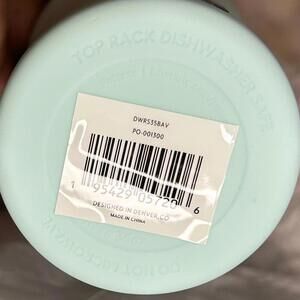 TOP RACK DISHWASHER SAFE
DWRS35BAV
PO-001300
1 95429 05720 6
DESIGNED IN DENVER, CO
MADE IN CHINA
DO NOT MICROWAVE